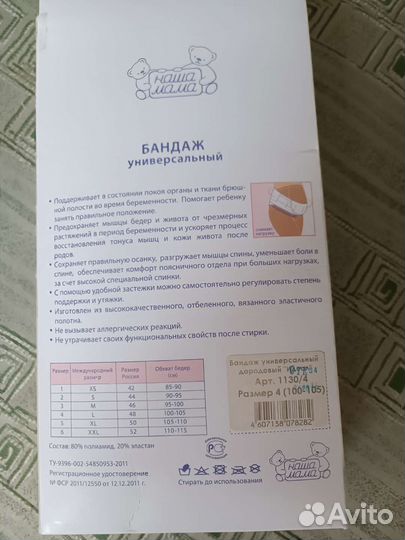 наша
мама
БАНДАЖ
универсальный
• Поддерживает в состоянии покоя органы и ткани брюш-
ной полости во время беременности. Помогает ребенку
занять правильное положение.
• Предохраняет мышцы бедер и живота от чрезмерных
растяжений в период беременности и ускоряет процесс
восстановления тонуса мышц и кожи живота после
родов.
• Сохраняет правильную осанку, разгружает мышцы спины, уменьшает боли в
спине, обеспечивает комфорт поясничного отдела при больших нагрузках,
за счет высокой специальной спинки.
• С помощью удобной застежки можно самостоятельно регулировать степень
поддержки и утяжки.
• Изготовлен из высококачественного, отбеленного, вязанного эластичного
полотна.
• Не вызывает аллергических реакций.
• Не утрачивает своих функциональных свойств после стирки.
снижает
нагрузку
Размер Международный размер Размер Россия Обхват бедер (см)
1 XS 42 85-90
2 S 44 90-95
3 M 46 95-100
4 L 48 100-105
5 XL 50 105-110
6 XXL 52 110-115
Бандаж универсальный
дородовый
Арт. 1130/4
Размер 4 (100-105)
4607138078282
Состав: 80% полиамид, 20% эластан
ТУ-9396-002-54850953-2011
Регистрационное удостоверение
№ ФСР 2011/12550 от 12.12.2011 г.
Стирать до использования
наша
мама
Avito